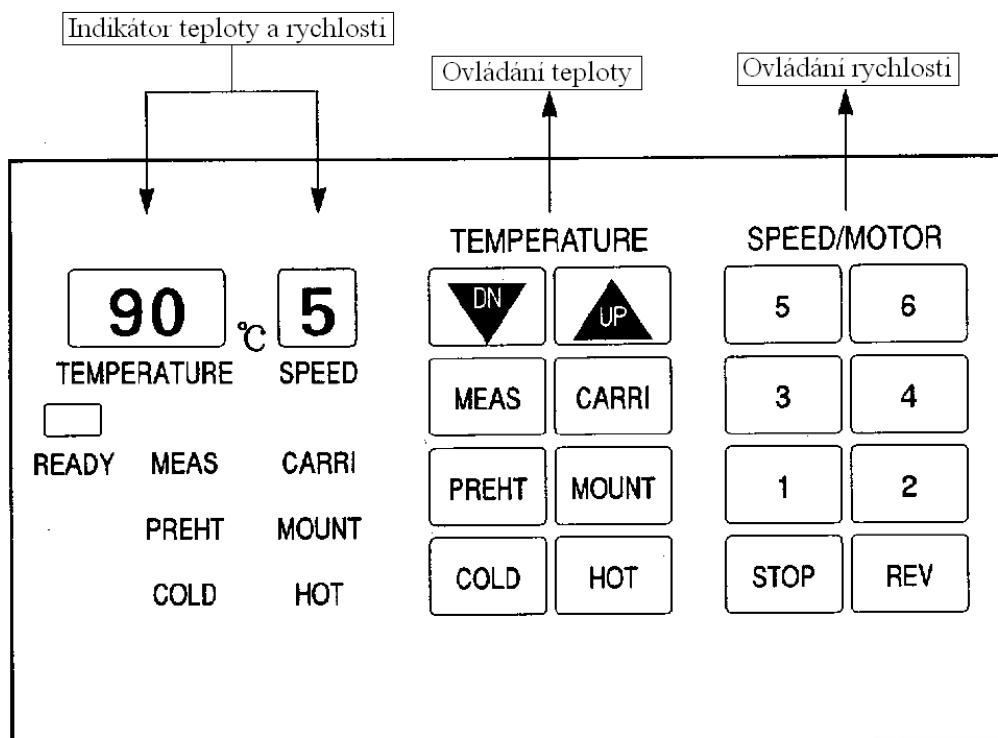 Indikátor teploty a rychlosti
Ovládání teploty
Ovládání rychlosti
TEMPERATURE
SPEED/MOTOR
90 °C 5
TEMPERATURE SPEED
DN UP
5 6
MEAS CARRI
3 4
READY MEAS CARRI
PREHT MOUNT
1 2
PREHT MOUNT
COLD HOT
STOP REV
COLD HOT